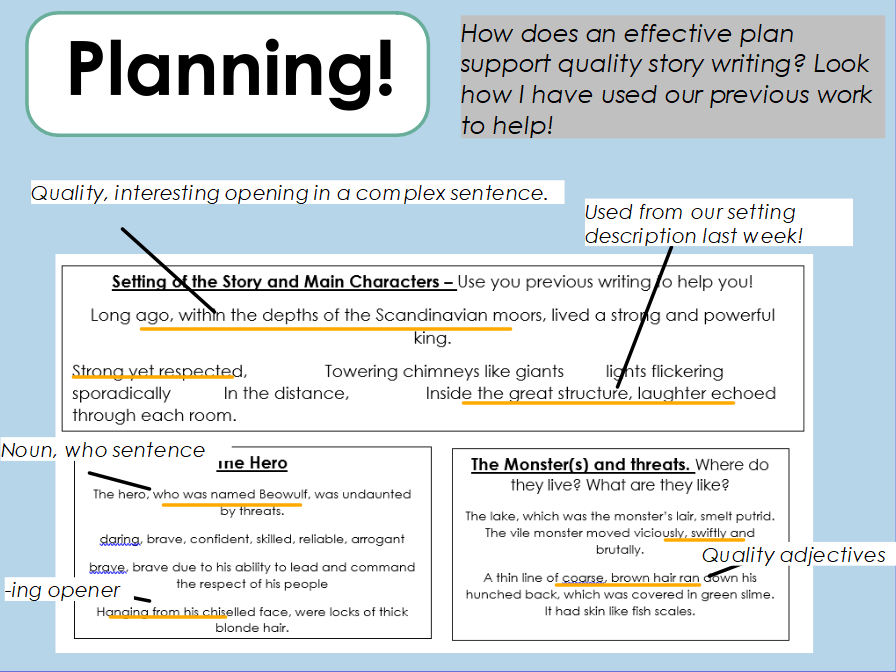 Planning!
How does an effective plan
support quality story writing? Look
how I have used our previous work
to help!
Quality, interesting opening in a complex sentence.
Used from our setting
description last week!
Setting of the Story and Main Characters – Use you previous writing to help you!
Long ago, within the depths of the Scandinavian moors, lived a strong and powerful
king.
Strong yet respected, Towering chimneys like giants lights flickering
sporadically In the distance, Inside the great structure, laughter echoed
through each room.
Noun, who sentence
The Hero
The hero, who was named Beowulf, was undaunted
by threats.
daring, brave, confident, skilled, reliable, arrogant
brave, brave due to his ability to lead and command
the respect of his people
-ing opener
Hanging from his chiselled face, were locks of thick
blonde hair.
The Monster(s) and threats. Where do
they live? What are they like?
The lake, which was the monster's lair, smelt putrid.
The vile monster moved viciously, swiftly and
brutally.
Quality adjectives
A thin line of coarse, brown hair ran down his
hunched back, which was covered in green slime.
It had skin like fish scales.